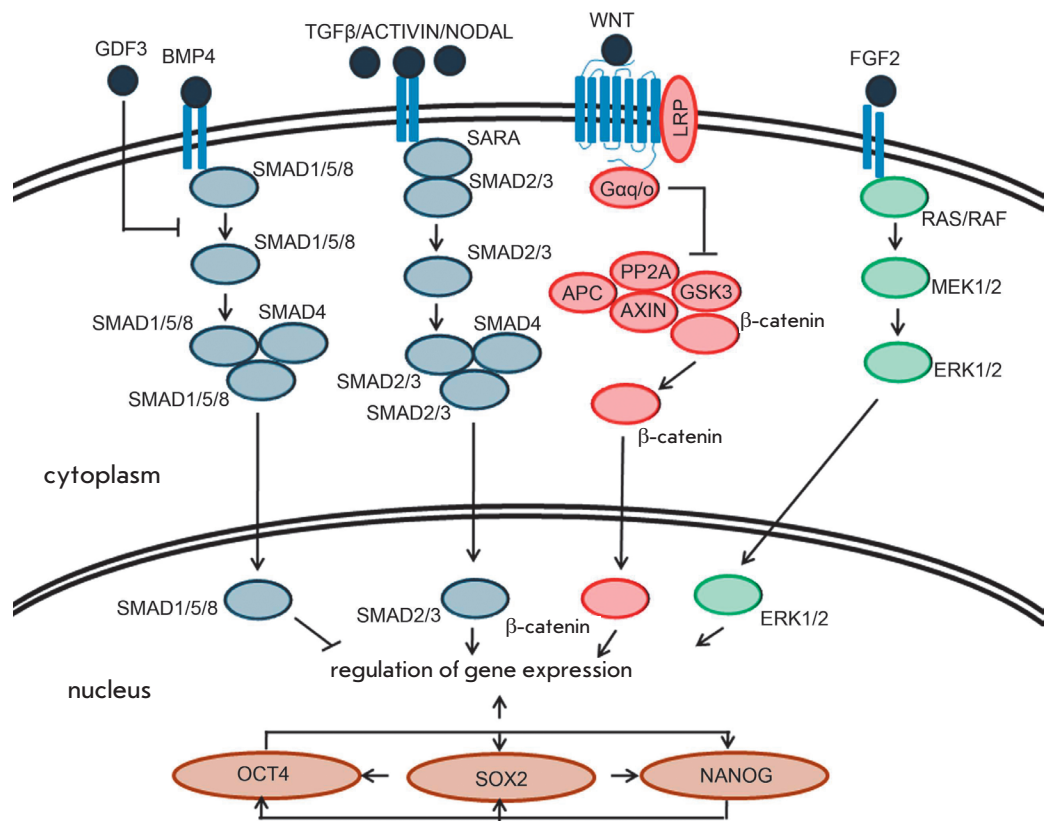 WNT
TGFβ/ACTIVIN/NODAL
GDF3
BMP4
FGF2
LRP
SARA
SMAD1/5/8
SMAD2/3
Gαq/o
RAS/RAF
SMAD1/5/8
SMAD2/3
PP2A
APC
GSK3
MEK1/2
AXIN
SMAD1/5/8
SMAD4
SMAD4
β-catenin
SMAD2/3
ERK1/2
SMAD1/5/8
SMAD2/3
β-catenin
cytoplasm
SMAD1/5/8
SMAD2/3
β-catenin
ERK1/2
regulation of gene expression
nucleus
OCT4
SOX2
NANOG